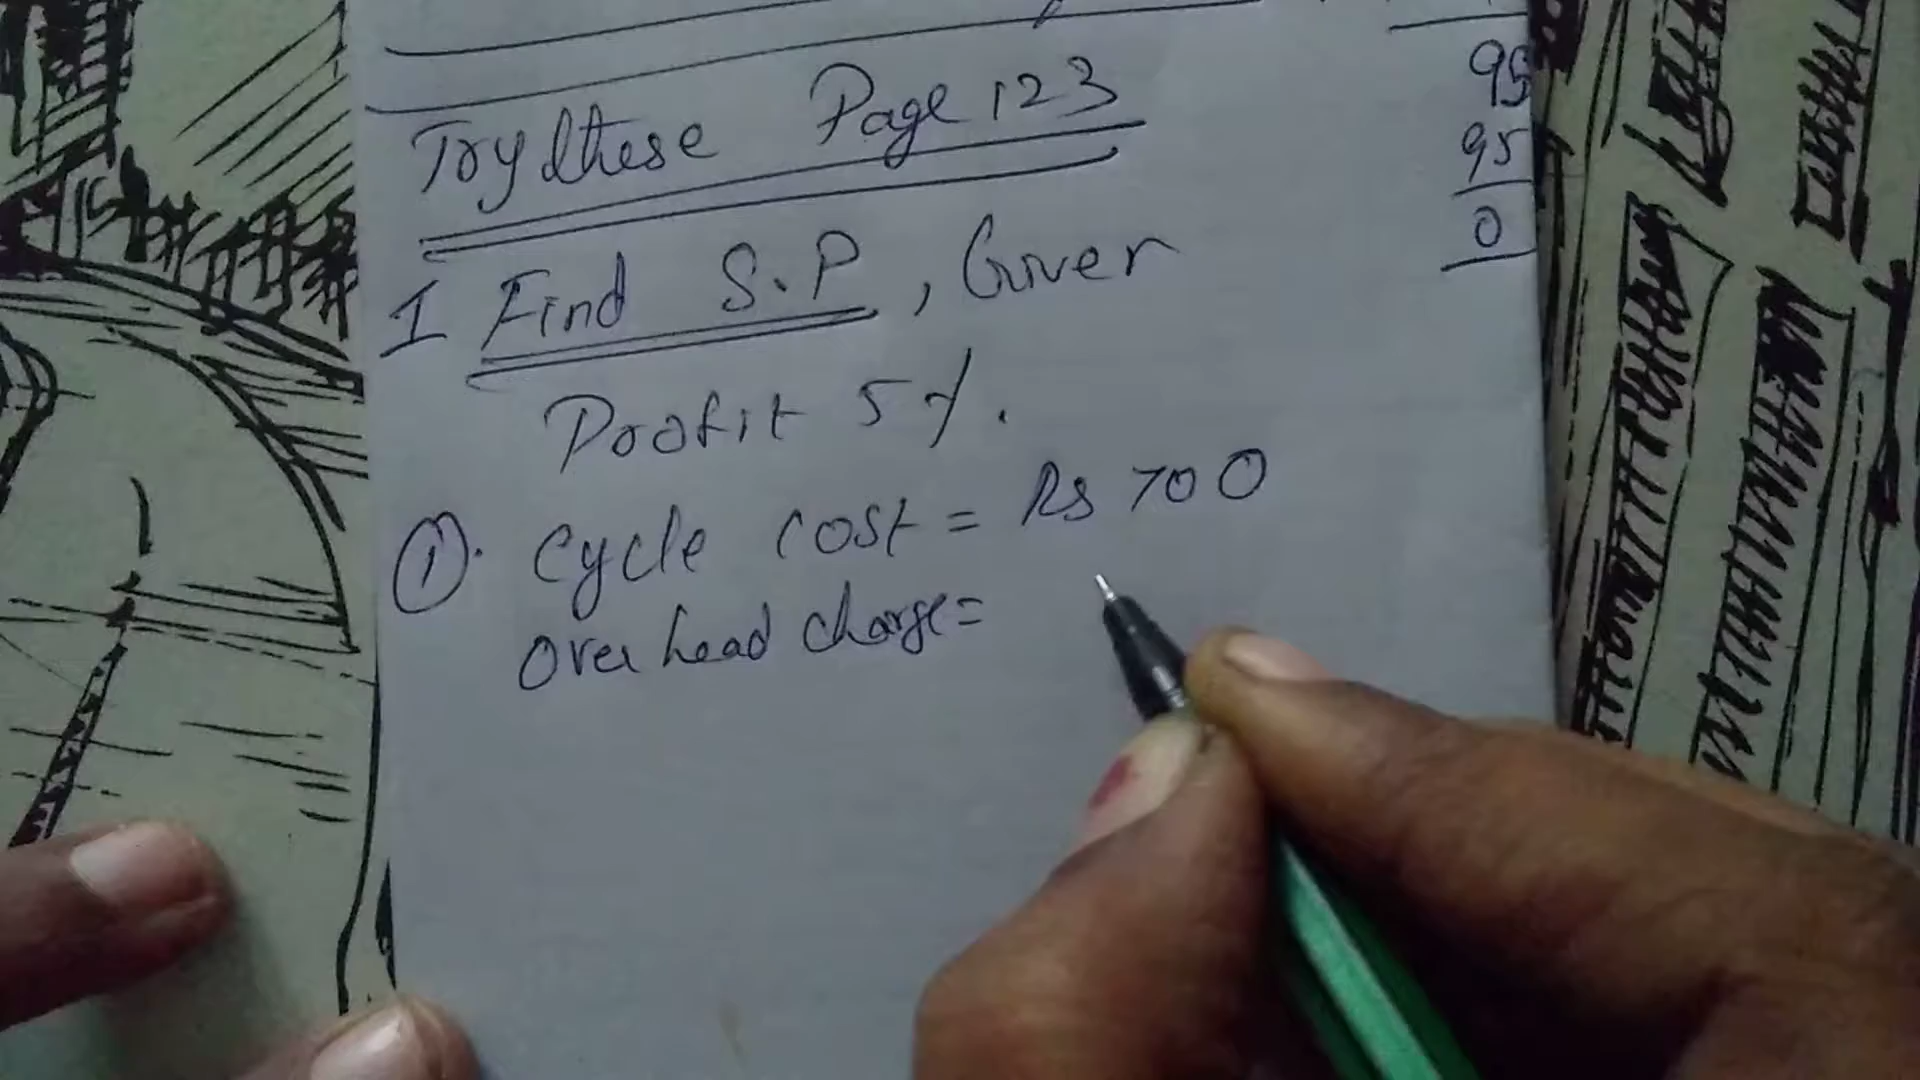 Try these Page 123
I Find S.P, Given
Profit 5%.
①. Cycle cost = Rs 700
Over head charge=
95
95
0